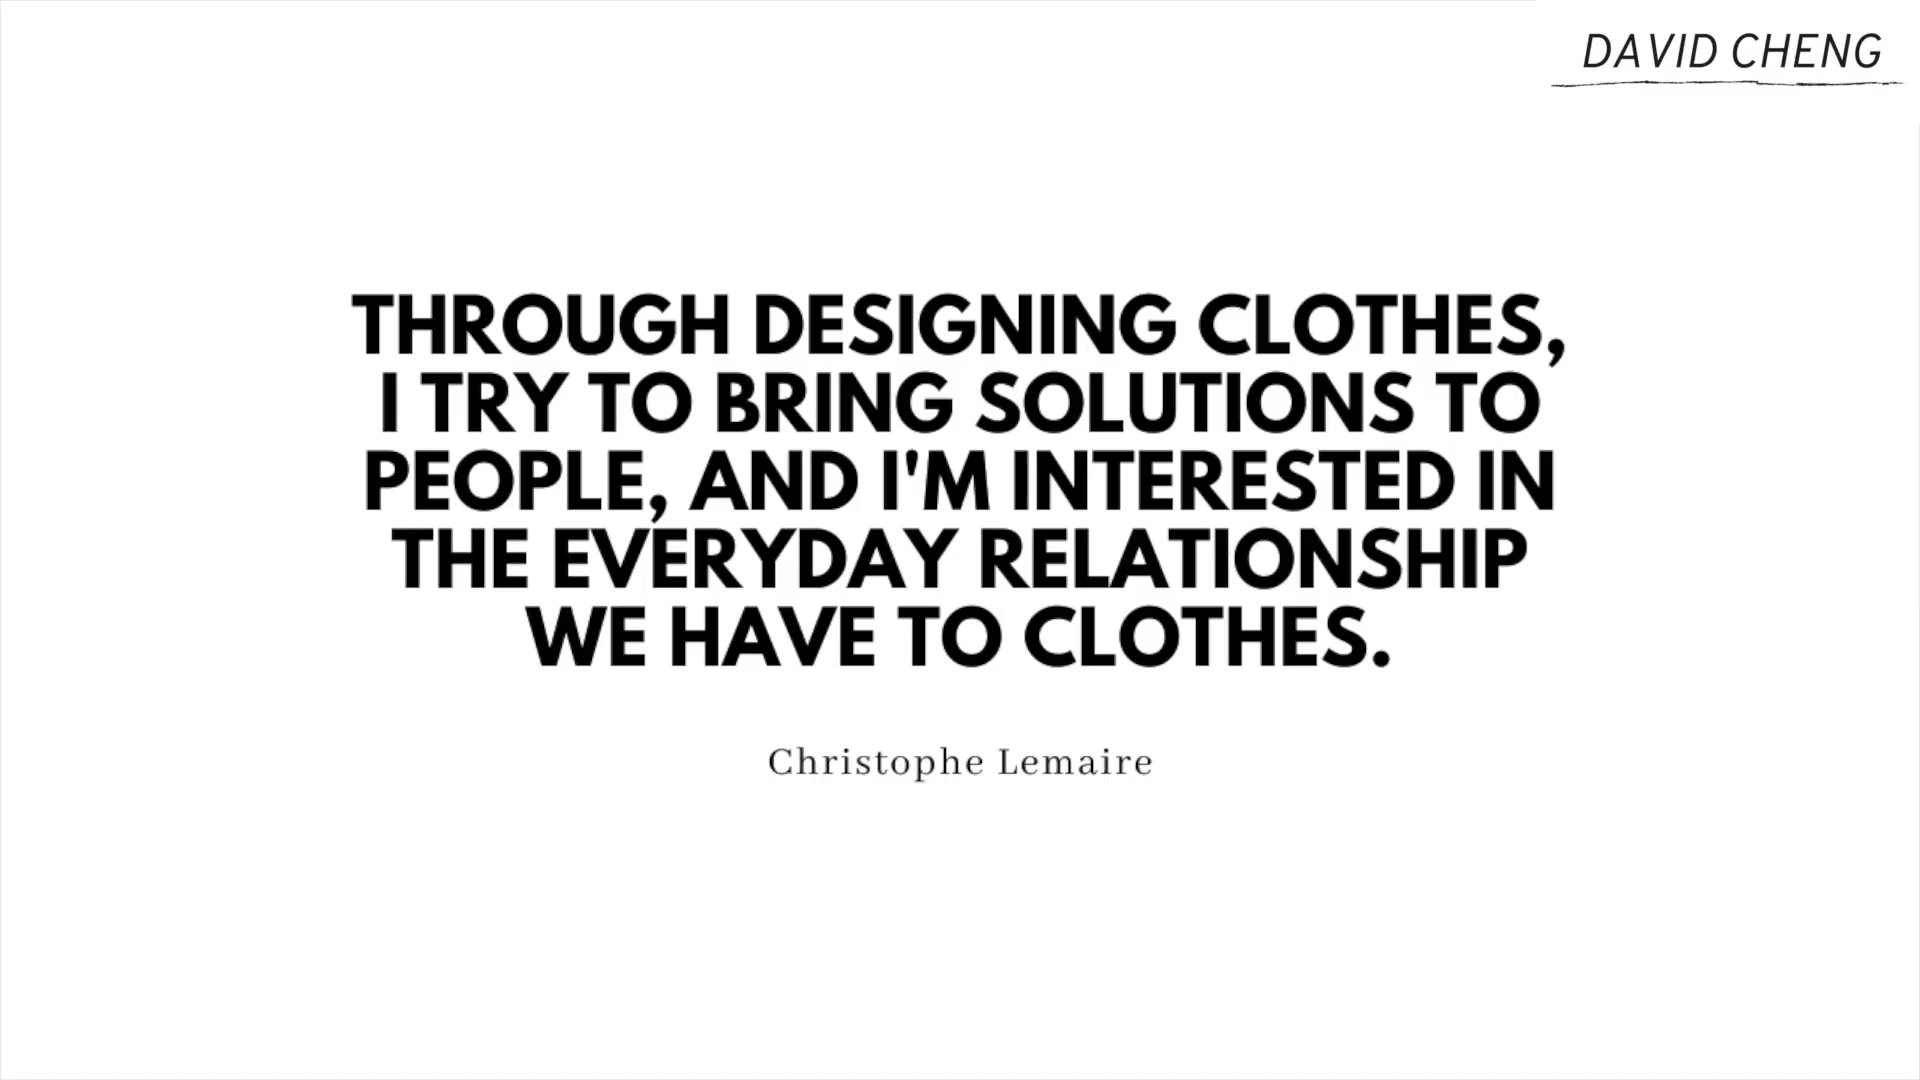 DAVID CHENG
THROUGH DESIGNING CLOTHES,
I TRY TO BRING SOLUTIONS TO
PEOPLE, AND I'M INTERESTED IN
THE EVERYDAY RELATIONSHIP
WE HAVE TO CLOTHES.
Christophe Lemaire